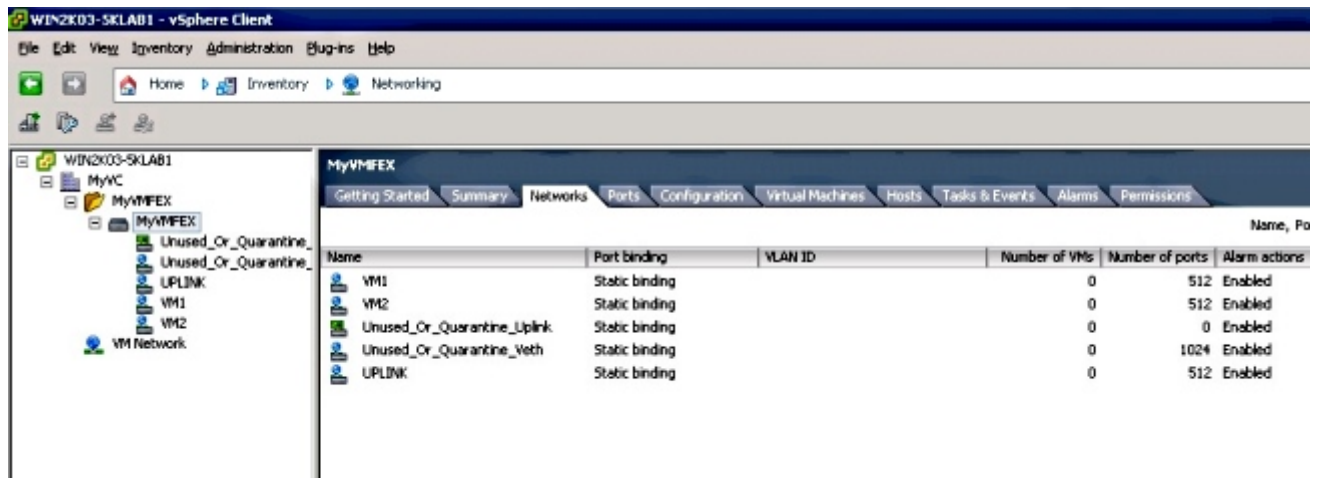 WIN2K03-SKLAB1 - vSphere Client
File Edit View Inventory Administration Plug-ins Help
Home Inventory Networking
WIN2K03-SKLAB1
MyVC
MyVMFEX
MyVMFEX
Unused_Or_Quarantine_
Unused_Or_Quarantine_
UPLINK
VM1
VM2
VM Network
MyVMFEX
Getting Started Summary Networks Ports Configuration Virtual Machines Hosts Tasks & Events Alarms Permissions
Name, Po
Name Port binding VLAN ID Number of VMs Number of ports Alarm actions
VM1 Static binding 0 512 Enabled
VM2 Static binding 0 512 Enabled
Unused_Or_Quarantine_Uplink Static binding 0 0 Enabled
Unused_Or_Quarantine_Veth Static binding 0 1024 Enabled
UPLINK Static binding 0 512 Enabled